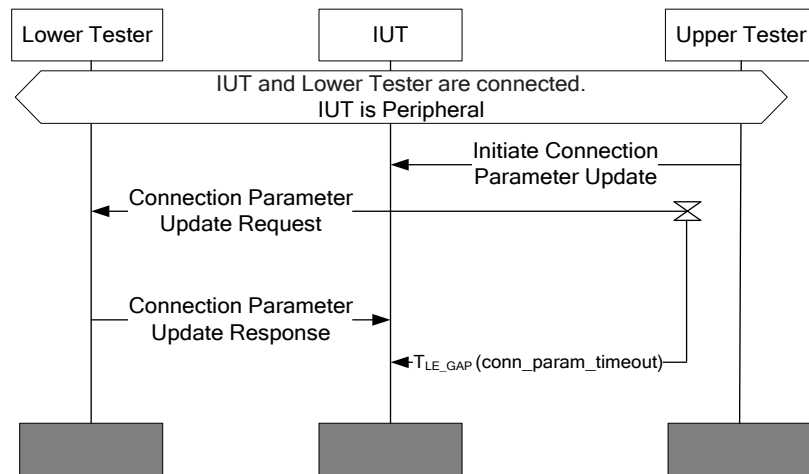 Lower Tester
IUT
Upper Tester
IUT and Lower Tester are connected.
IUT is Peripheral
Initiate Connection
Parameter Update
Connection Parameter
Update Request
Connection Parameter
Update Response
T_LE_GAP (conn_param_timeout)